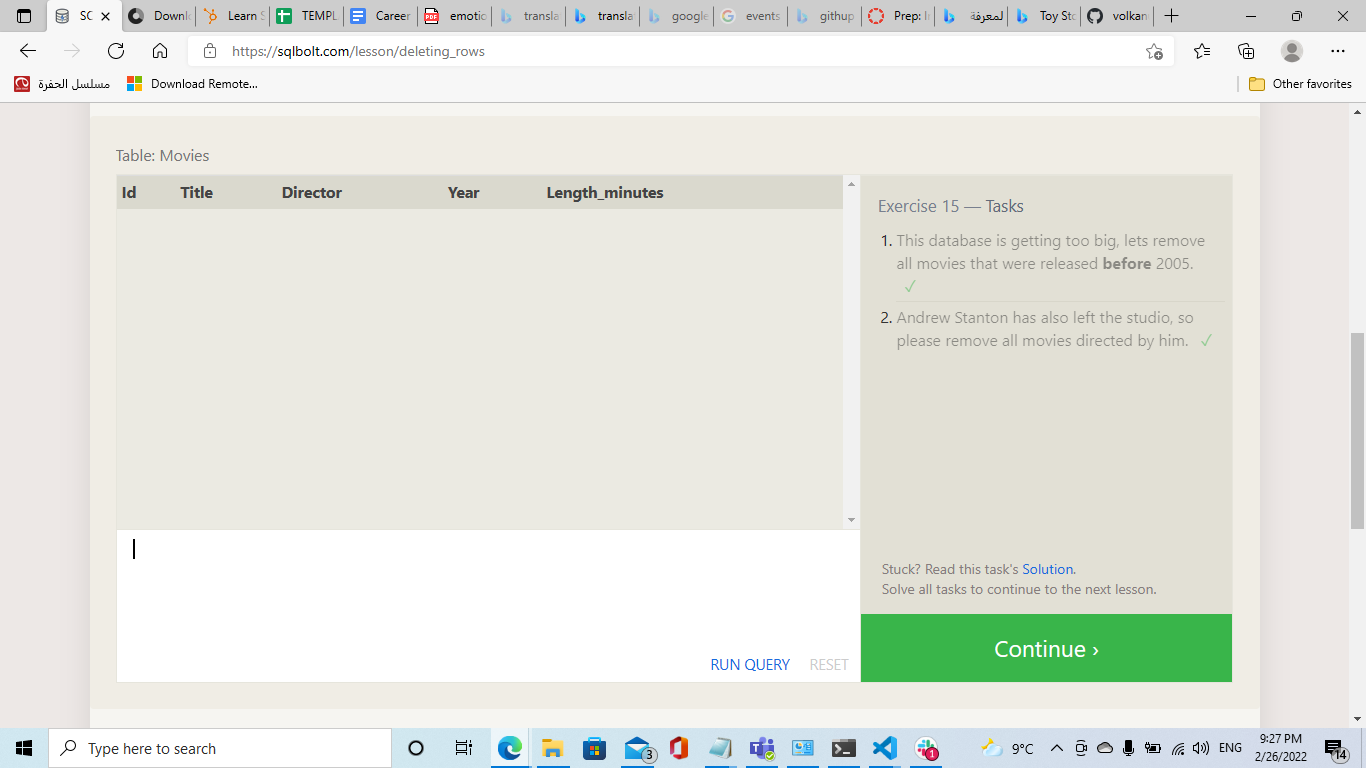 SC
Downl
Learn S
TEMPL
Career
emotio
transla
translat
google
events
githup
Prep: I
لمعرفة
Toy Sto
volkan
https://sqlbolt.com/lesson/deleting_rows
مسلسل الحفرة
Download Remote...
Other favorites
Table: Movies
Id Title Director Year Length_minutes
Exercise 15 — Tasks
1. This database is getting too big, lets remove
all movies that were released before 2005.
✓
2. Andrew Stanton has also left the studio, so
please remove all movies directed by him. ✓
Stuck? Read this task's Solution.
Solve all tasks to continue to the next lesson.
RUN QUERY RESET
Continue ›
Type here to search
3
1
9°C
ENG
9:27 PM
2/26/2022
14